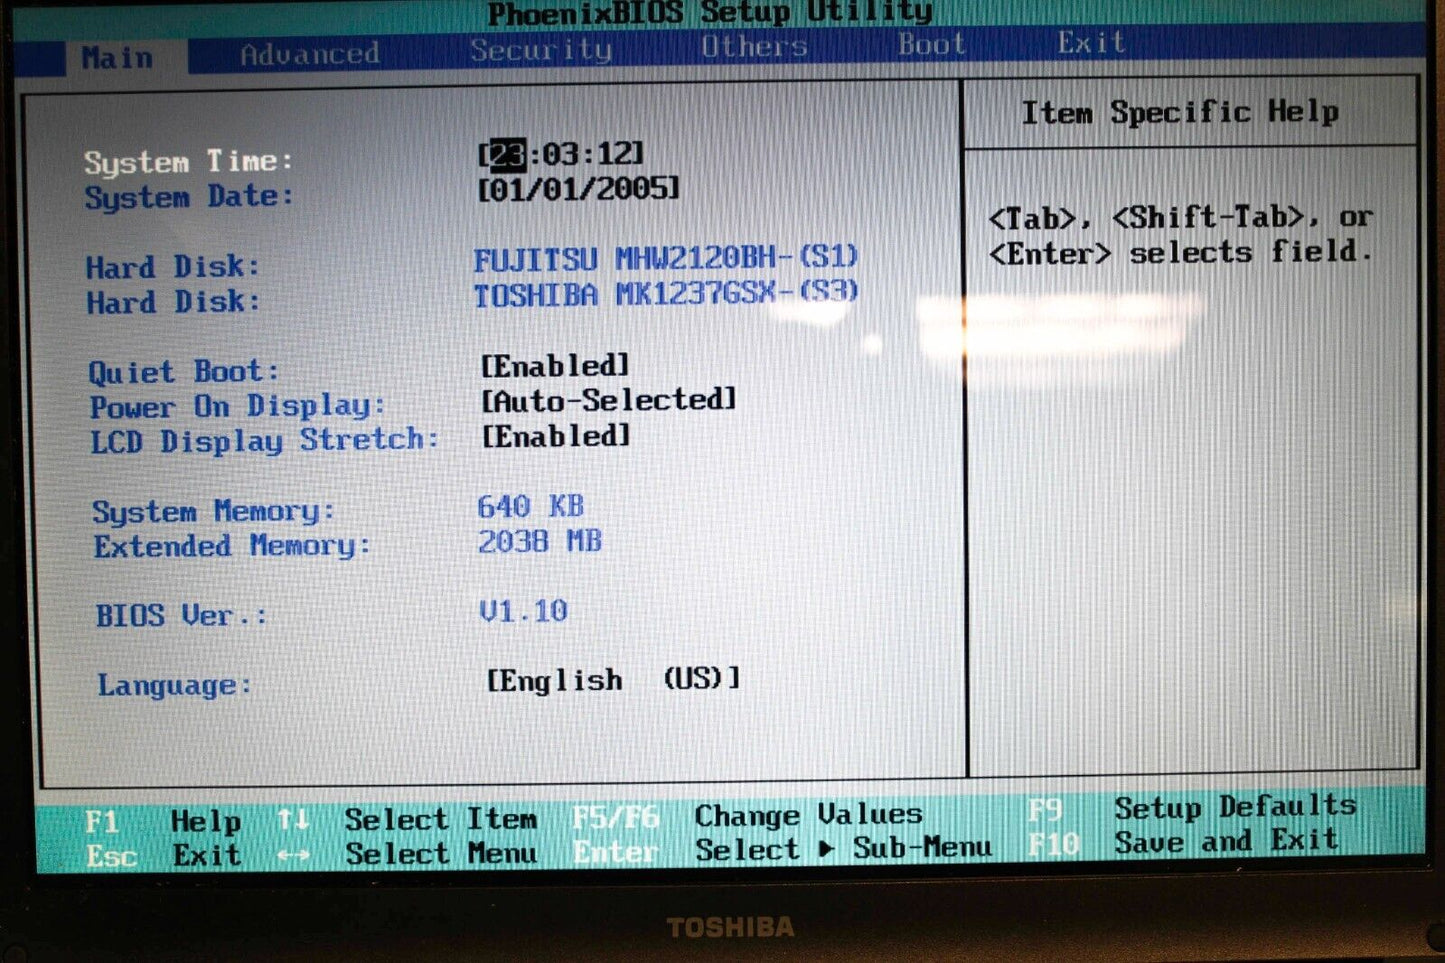 PhoenixBIOS Setup Utility
Main Advanced Security Others Boot Exit
Item Specific Help
System Time: [23:03:12]
System Date: [01/01/2005]
<Tab>, <Shift-Tab>, or
<Enter> selects field.
Hard Disk: FUJITSU MHW2120BH-(S1)
Hard Disk: TOSHIBA MK1237GSX-(S3)
Quiet Boot: [Enabled]
Power On Display: [Auto-Selected]
LCD Display Stretch: [Enabled]
System Memory: 640 KB
Extended Memory: 2038 MB
BIOS Ver.: V1.10
Language: [English (US)]
F1 Help ↑↓ Select Item F5/F6 Change Values F9 Setup Defaults
Esc Exit ←→ Select Menu Enter Select ▶ Sub-Menu F10 Save and Exit
TOSHIBA